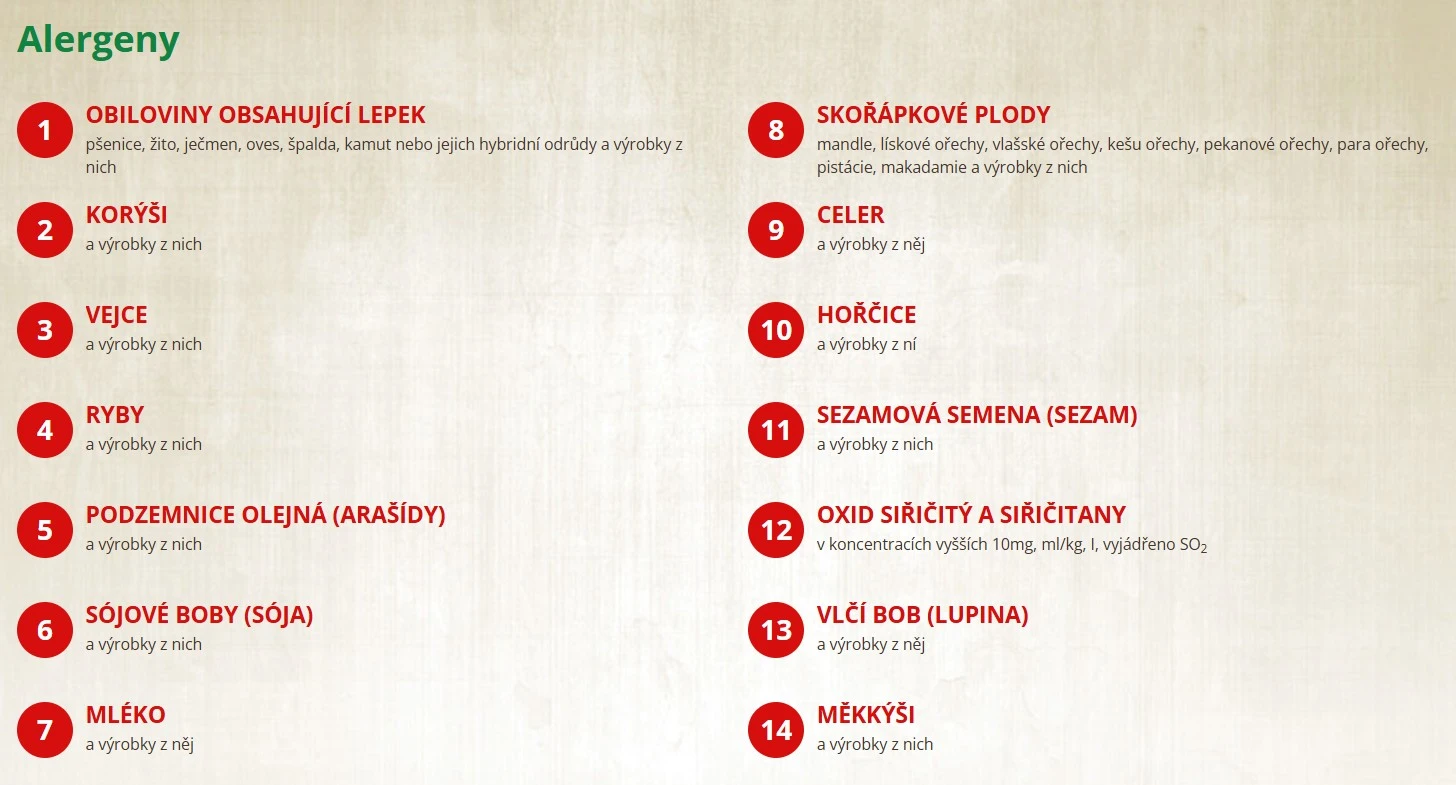 Alergeny
1
OBILOVINY OBSAHUJÍCÍ LEPEK
pšenice, žito, ječmen, oves, špalda, kamut nebo jejich hybridní odrůdy a výrobky z
nich
2
KORÝŠI
a výrobky z nich
3
VEJCE
a výrobky z nich
4
RYBY
a výrobky z nich
5
PODZEMNICE OLEJNÁ (ARAŠÍDY)
a výrobky z nich
6
SÓJOVÉ BOBY (SÓJA)
a výrobky z nich
7
MLÉKO
a výrobky z něj
8
SKOŘÁPKOVÉ PLODY
mandle, lískové ořechy, vlašské ořechy, kešu ořechy, pekanové ořechy, para ořechy,
pistácie, makadamie a výrobky z nich
9
CELER
a výrobky z něj
10
HOŘČICE
a výrobky z ní
11
SEZAMOVÁ SEMENA (SEZAM)
a výrobky z nich
12
OXID SIŘIČITÝ A SIŘIČITANY
v koncentracích vyšších 10mg, ml/kg, l, vyjádřeno SO₂
13
VLČÍ BOB (LUPINA)
a výrobky z něj
14
MĚKKÝŠI
a výrobky z nich